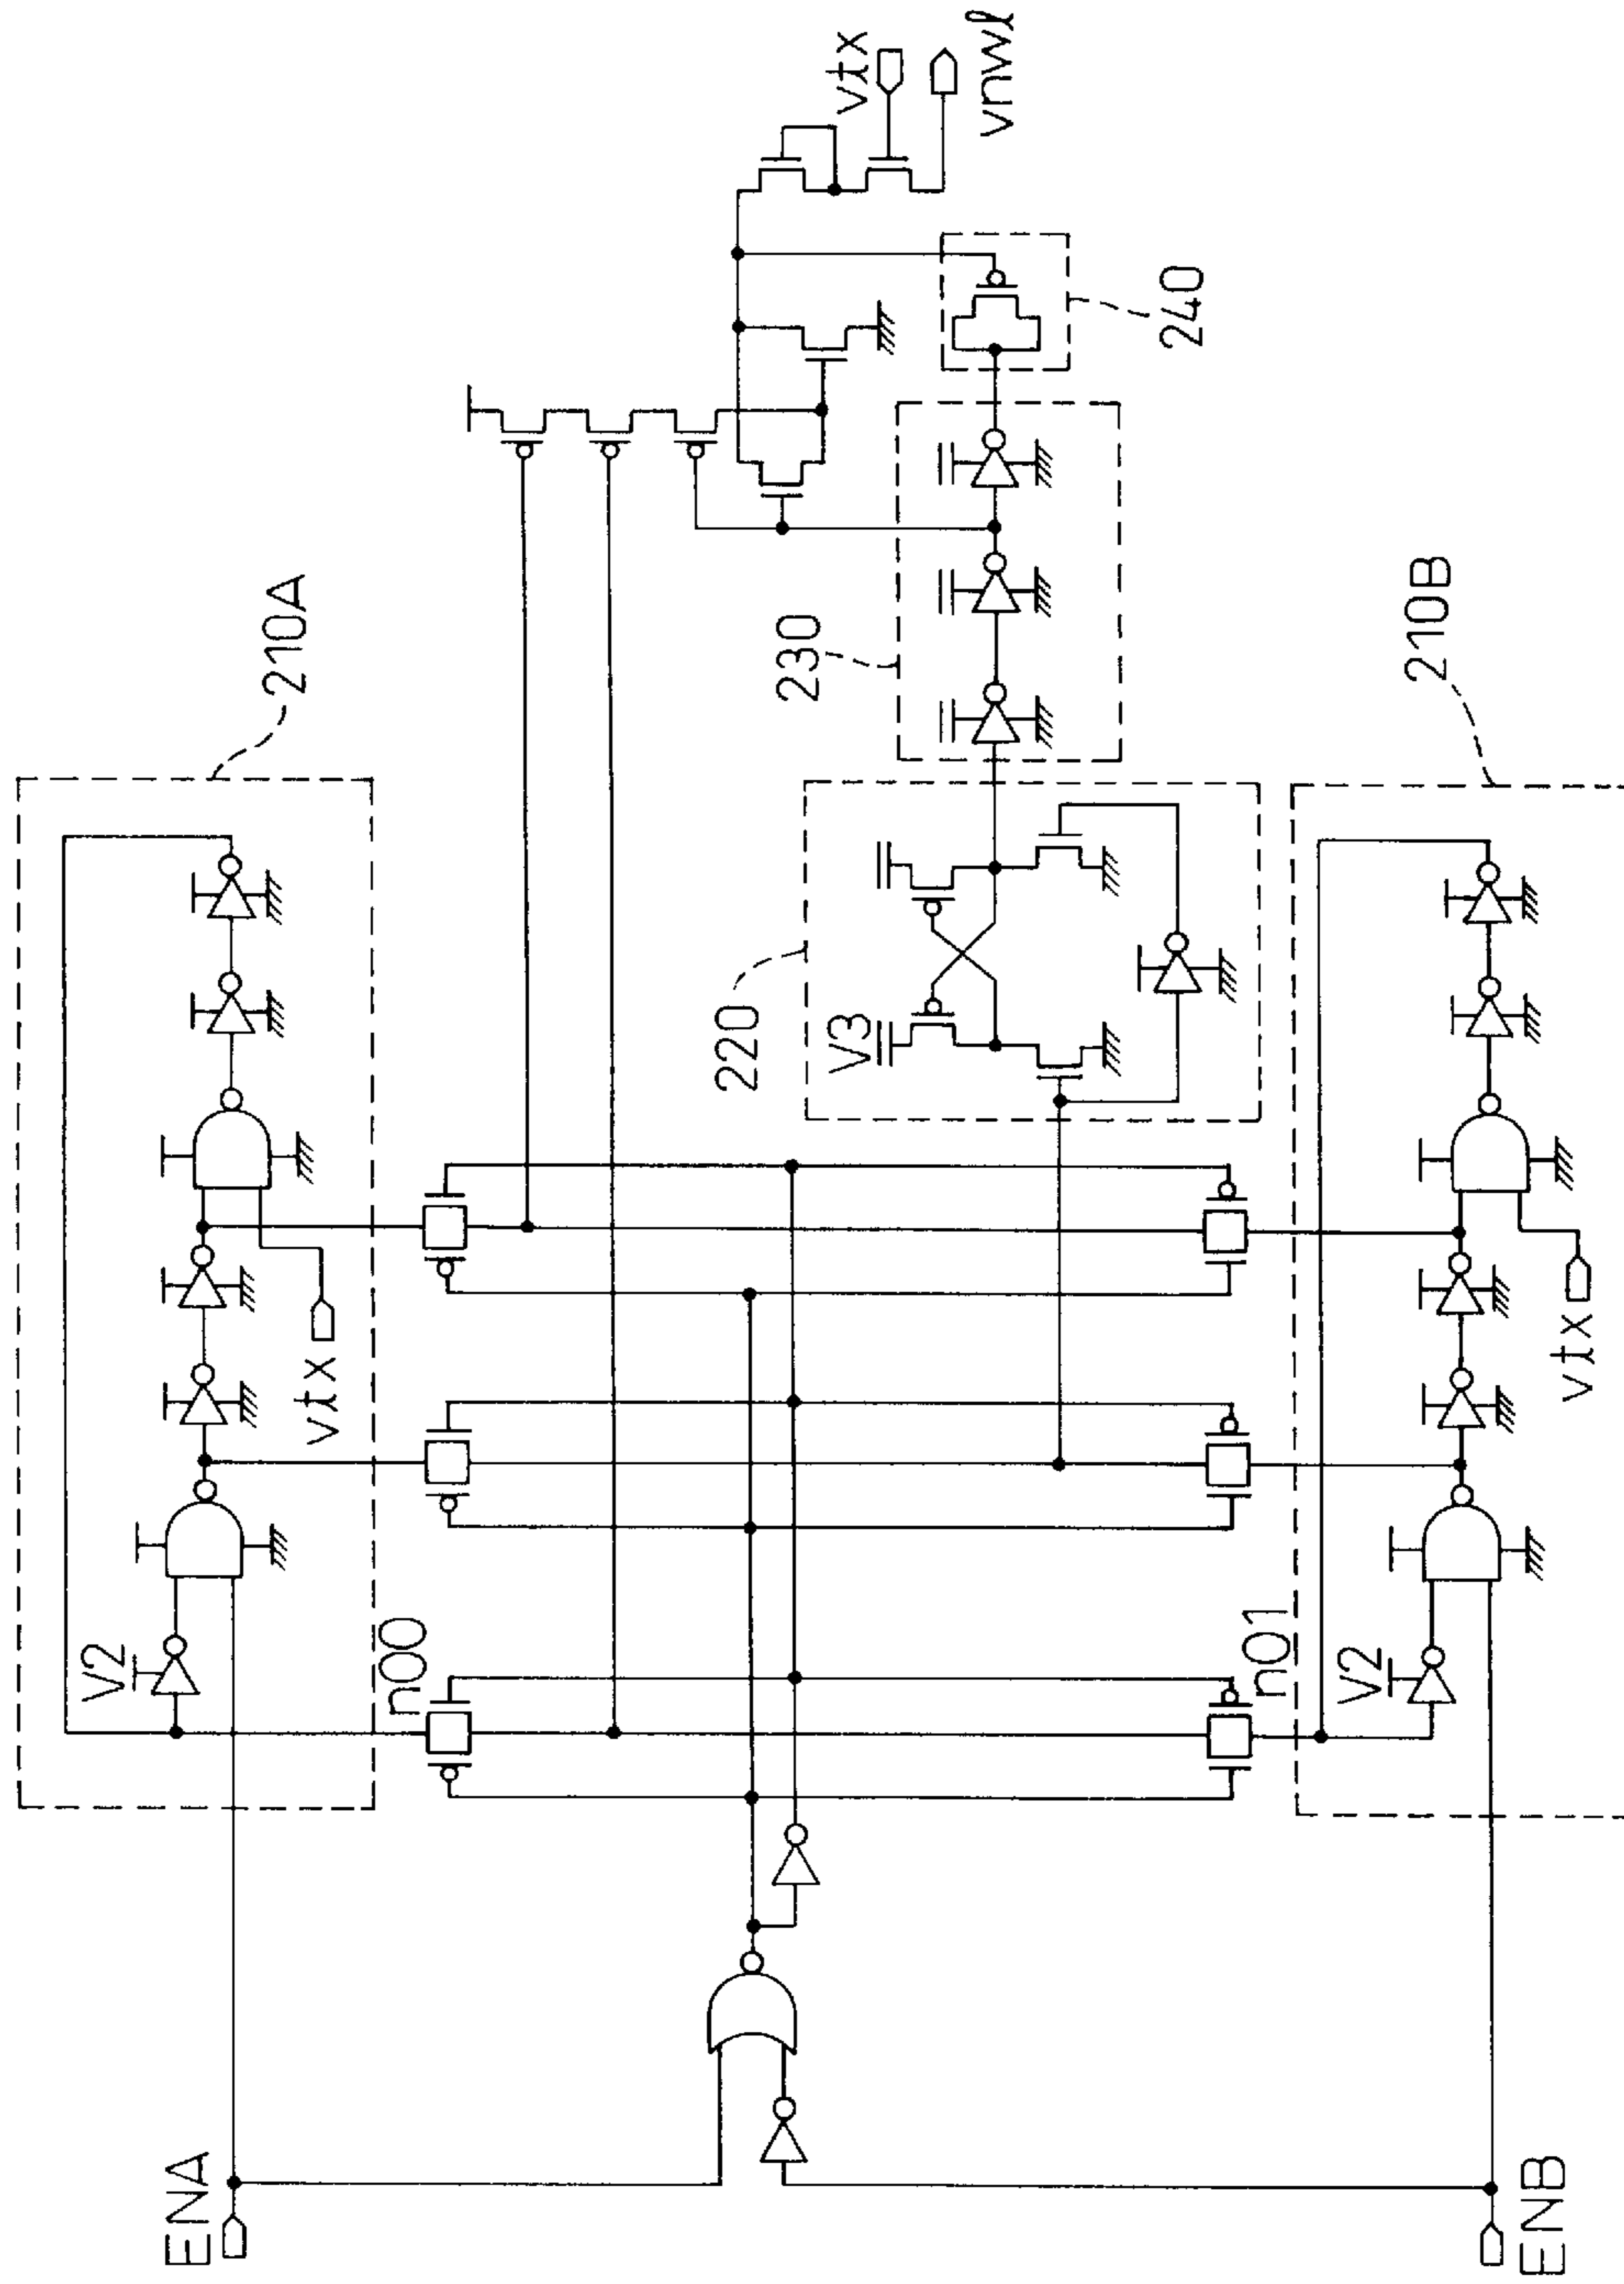 210A
V2
vtx
n00
ENA
vtx
vnwl
240
230
220
V3
n01
210B
V2
vtx
ENB